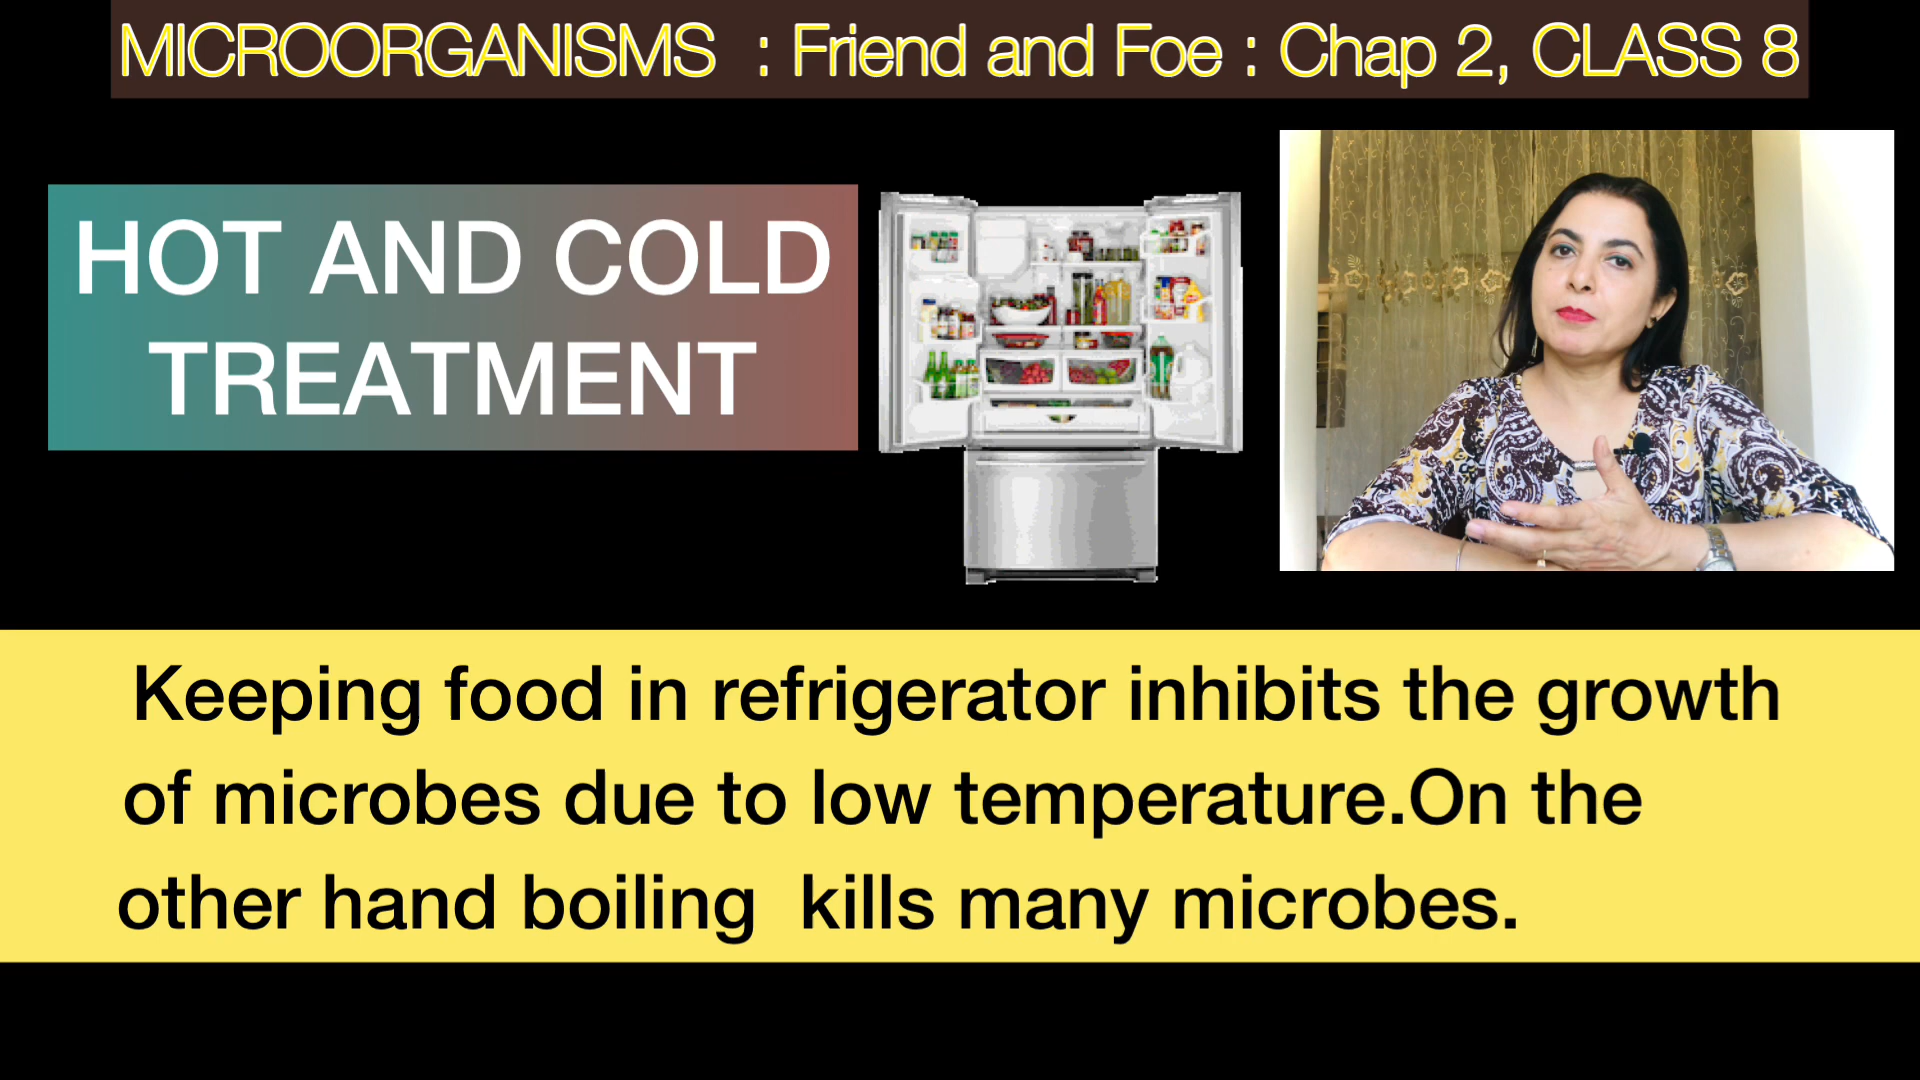 MICROORGANISMS : Friend and Foe : Chap 2, CLASS 8
HOT AND COLD
TREATMENT
Keeping food in refrigerator inhibits the growth
of microbes due to low temperature.On the
other hand boiling kills many microbes.